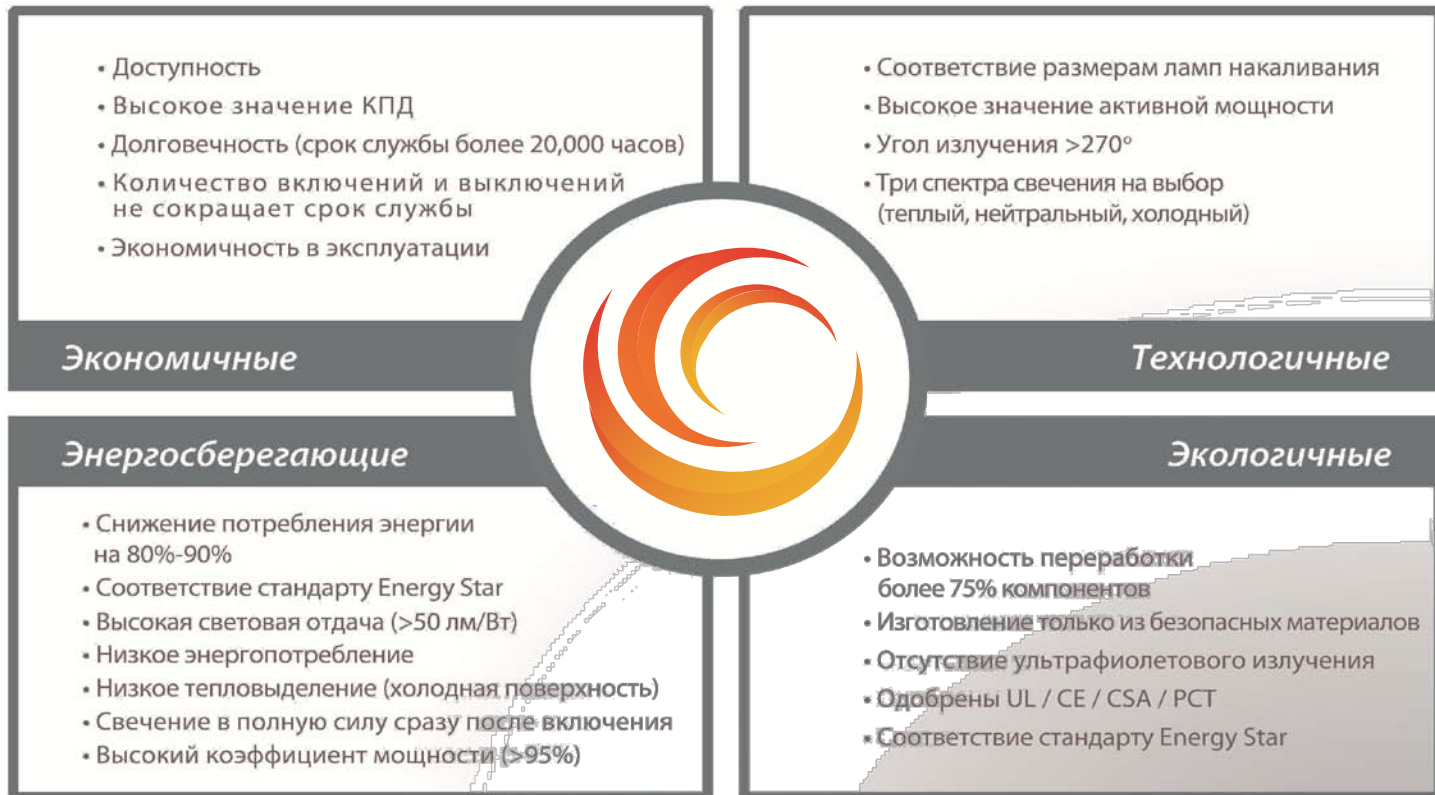 • Доступность
• Высокое значение КПД
• Долговечность (срок службы более 20,000 часов)
• Количество включений и выключений
не сокращает срок службы
• Экономичность в эксплуатации
Экономичные
• Соответствие размерам ламп накаливания
• Высокое значение активной мощности
• Угол излучения >270º
• Три спектра свечения на выбор
(теплый, нейтральный, холодный)
Технологичные
Энергосберегающие
• Снижение потребления энергии
на 80%-90%
• Соответствие стандарту Energy Star
• Высокая световая отдача (>50 лм/Вт)
• Низкое энергопотребление
• Низкое тепловыделение (холодная поверхность)
• Свечение в полную силу сразу после включения
• Высокий коэффициент мощности (>95%)
Экологичные
• Возможность переработки
более 75% компонентов
• Изготовление только из безопасных материалов
• Отсутствие ультрафиолетового излучения
• Одобрены UL / CE / CSA / РСТ
• Соответствие стандарту Energy Star